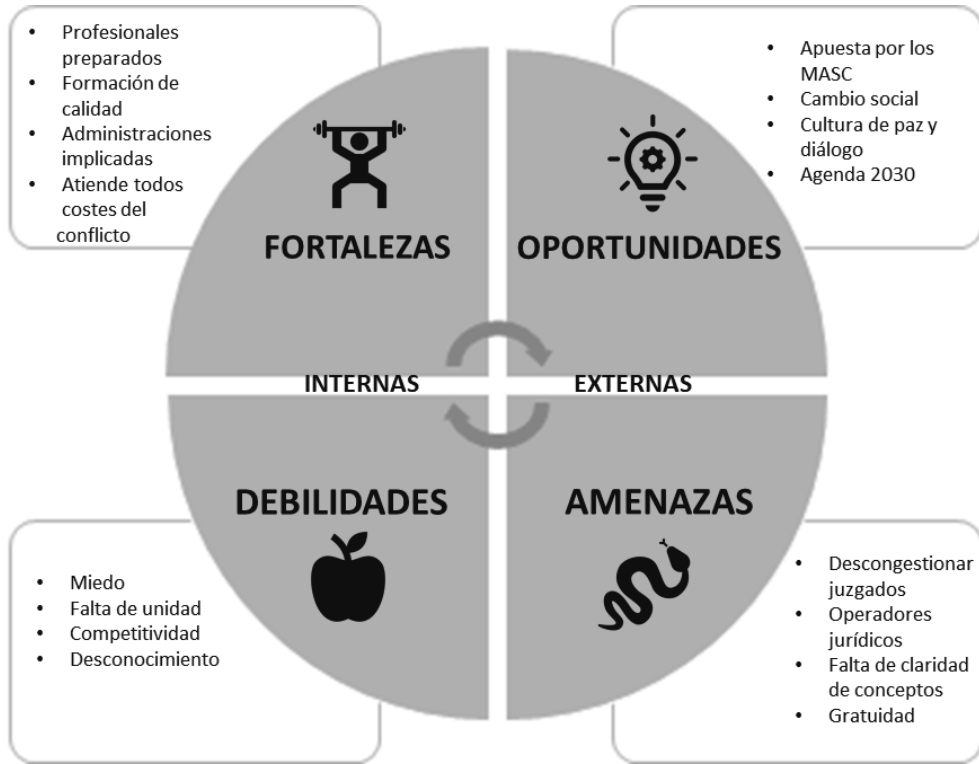 • Profesionales
preparados
• Formación de
calidad
• Administraciones
implicadas
• Atiende todos
costes del
conflicto
• Apuesta por los
MASC
• Cambio social
• Cultura de paz y
diálogo
• Agenda 2030
FORTALEZAS
OPORTUNIDADES
INTERNAS
EXTERNAS
DEBILIDADES
AMENAZAS
• Miedo
• Falta de unidad
• Competitividad
• Desconocimiento
• Descongestionar
juzgados
• Operadores
jurídicos
• Falta de claridad
de conceptos
• Gratuidad